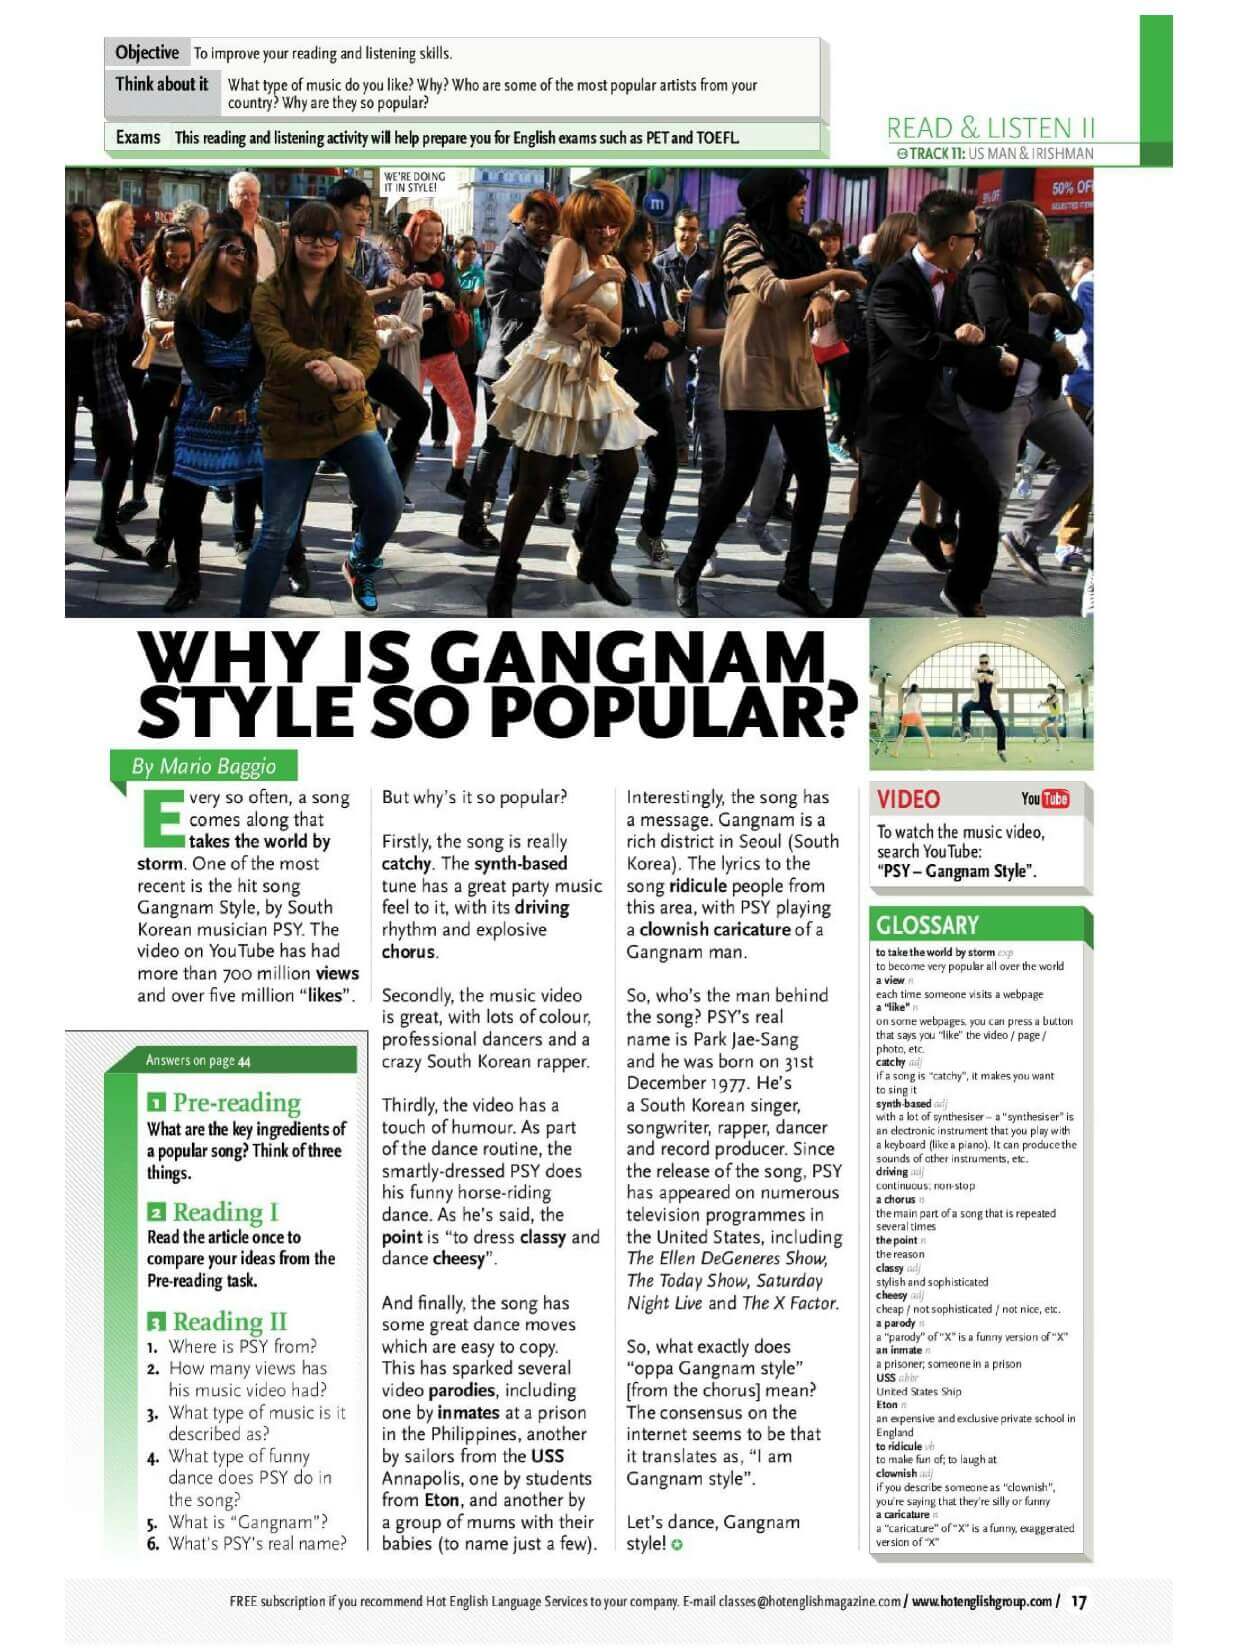 Objective To improve your reading and listening skills.
Think about it What type of music do you like? Why? Who are some of the most popular artists from your
country? Why are they so popular?
Exams This reading and listening activity will help prepare you for English exams such as PET and TOEFL.
READ & LISTEN II
TRACK 11: US MAN & IRISHMAN
WE'RE DOING
IT IN STYLE!
m
50% OF
WHY IS GANGNAM
STYLE SO POPULAR?
By Mario Baggio
Every so often, a song
comes along that
takes the world by
storm. One of the most
recent is the hit song
Gangnam Style, by South
Korean musician PSY. The
video on YouTube has had
more than 700 million views
and over five million “likes”.
Answers on page 44
1 Pre-reading
What are the key ingredients of
a popular song? Think of three
things.
2 Reading I
Read the article once to
compare your ideas from the
Pre-reading task.
3 Reading II
1. Where is PSY from?
2. How many views has
his music video had?
3. What type of music is it
described as?
4. What type of funny
dance does PSY do in
the song?
5. What is “Gangnam”?
6. What's PSY's real name?
But why's it so popular?
Firstly, the song is really
catchy. The synth-based
tune has a great party music
feel to it, with its driving
rhythm and explosive
chorus.
Secondly, the music video
is great, with lots of colour,
professional dancers and a
crazy South Korean rapper.
Thirdly, the video has a
touch of humour. As part
of the dance routine, the
smartly-dressed PSY does
his funny horse-riding
dance. As he's said, the
point is “to dress classy and
dance cheesy”.
And finally, the song has
some great dance moves
which are easy to copy.
This has sparked several
video parodies, including
one by inmates at a prison
in the Philippines, another
by sailors from the USS
Annapolis, one by students
from Eton, and another by
a group of mums with their
babies (to name just a few).
Interestingly, the song has
a message. Gangnam is a
rich district in Seoul (South
Korea). The lyrics to the
song ridicule people from
this area, with PSY playing
a clownish caricature of a
Gangnam man.
So, who's the man behind
the song? PSY's real
name is Park Jae-Sang
and he was born on 31st
December 1977. He's
a South Korean singer,
songwriter, rapper, dancer
and record producer. Since
the release of the song, PSY
has appeared on numerous
television programmes in
the United States, including
The Ellen DeGeneres Show,
The Today Show, Saturday
Night Live and The X Factor.
So, what exactly does
“oppa Gangnam style”
[from the chorus] mean?
The consensus on the
internet seems to be that
it translates as, “I am
Gangnam style”.
Let's dance, Gangnam
style!
VIDEO YouTube
To watch the music video,
search YouTube:
“PSY – Gangnam Style”.
GLOSSARY
to take the world by storm exp
to become very popular all over the world
a view n
each time someone visits a webpage
a “like” n
on some webpages, you can press a button
that says you “like” the video / page /
photo, etc.
catchy adj
if a song is “catchy”, it makes you want
to sing it
synth-based adj
with a lot of synthesiser – a “synthesiser” is
an electronic instrument that you play with
a keyboard (like a piano). It can produce the
sounds of other instruments, etc.
driving adj
continuous; non-stop
a chorus n
the main part of a song that is repeated
several times
the point n
the reason
classy adj
stylish and sophisticated
cheesy adj
cheap / not sophisticated / not nice, etc.
a parody n
a “parody” of “X” is a funny version of “X”
an inmate n
a prisoner; someone in a prison
USS abbr
United States Ship
Eton n
an expensive and exclusive private school in
England
to ridicule vb
to make fun of; to laugh at
clownish adj
if you describe someone as “clownish”,
you're saying that they're silly or funny
a caricature n
a “caricature” of “X” is a funny, exaggerated
version of “X”
FREE subscription if you recommend Hot English Language Services to your company. E-mail classes@hotenglishmagazine.com / www.hotenglishgroup.com / 17